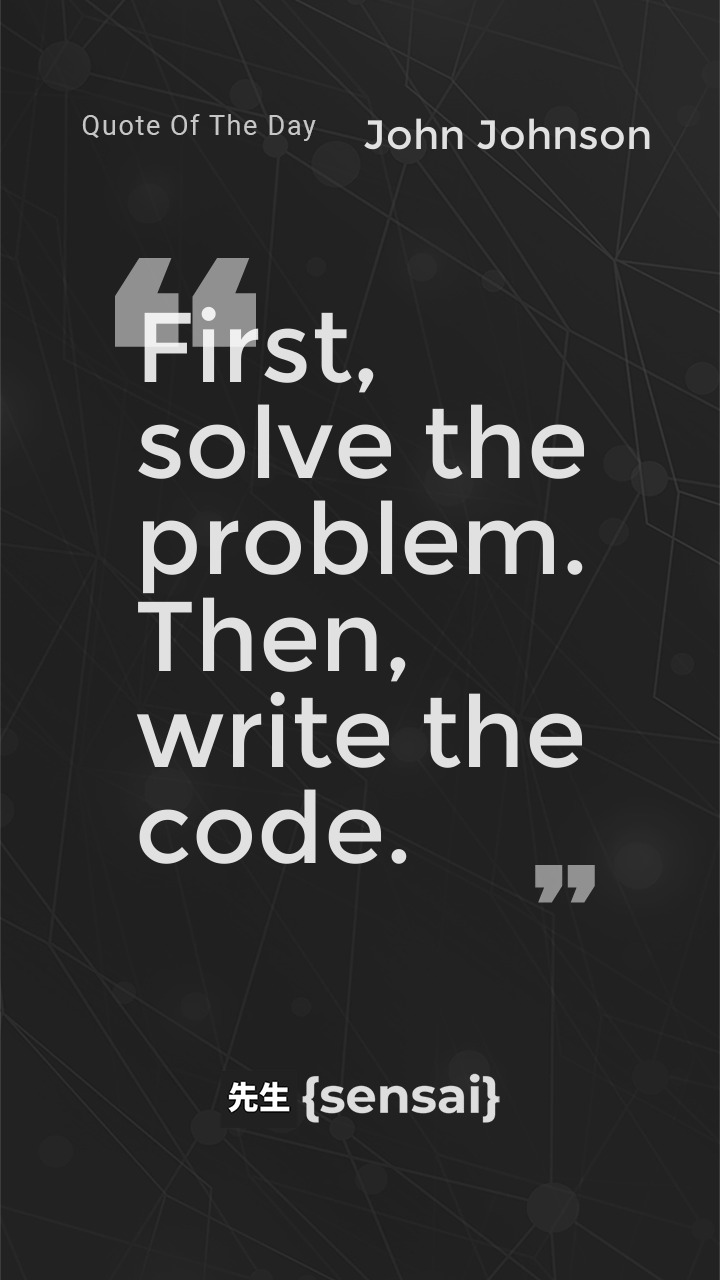 Quote Of The Day
John Johnson
“
First,
solve the
problem.
Then,
write the
code.
”
先生 {sensai}